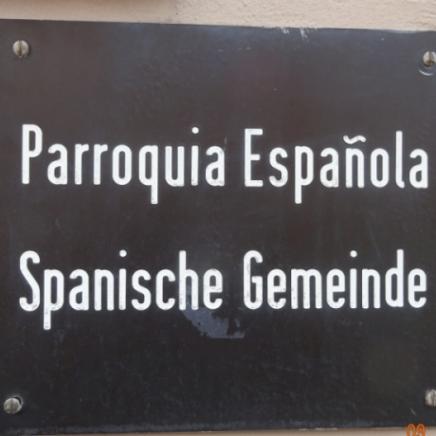 Parroquia Española
Spanische Gemeinde